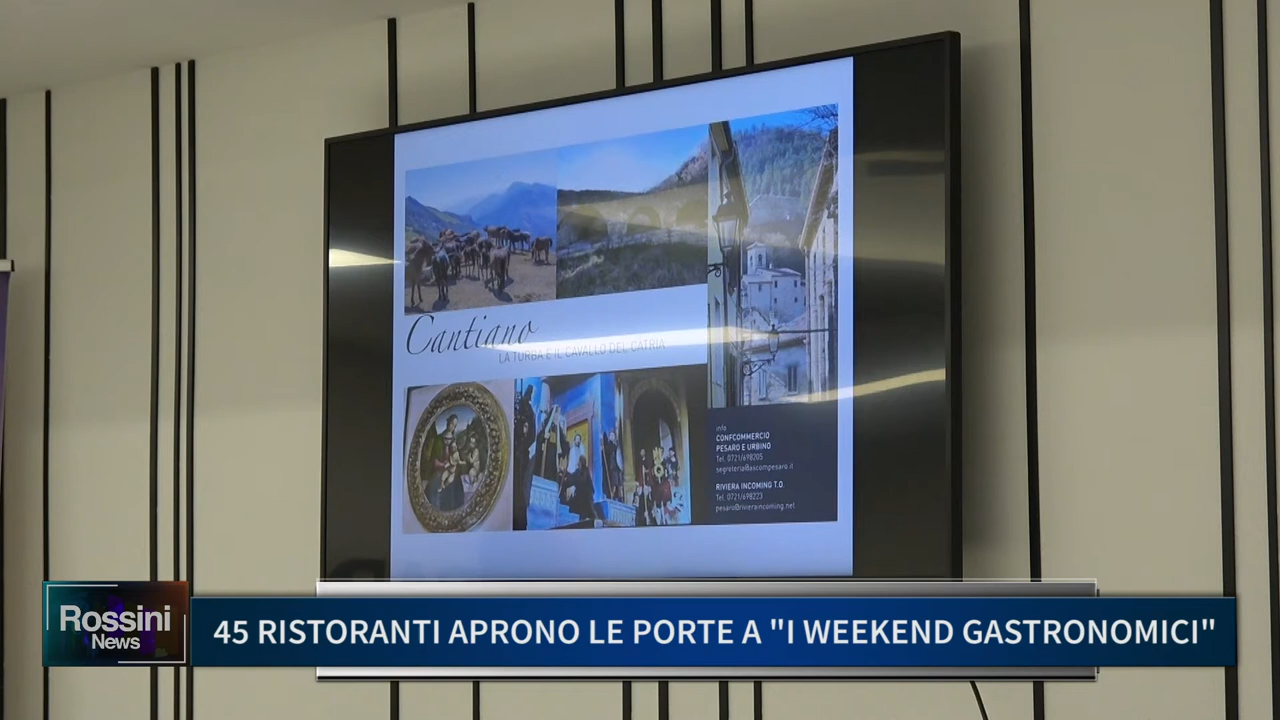 Cantiano
LA TURBA E IL CAVALLO DEL CATRIA
info
CONFCOMMERCIO
PESARO E URBINO
Tel. 0721/698205
segreteria@ascompesaro.it
RIVIERA INCOMING T.O.
Tel. 0721/698223
pesaro@rivieraincoming.net
Rossini
News
45 RISTORANTI APRONO LE PORTE A "I WEEKEND GASTRONOMICI"